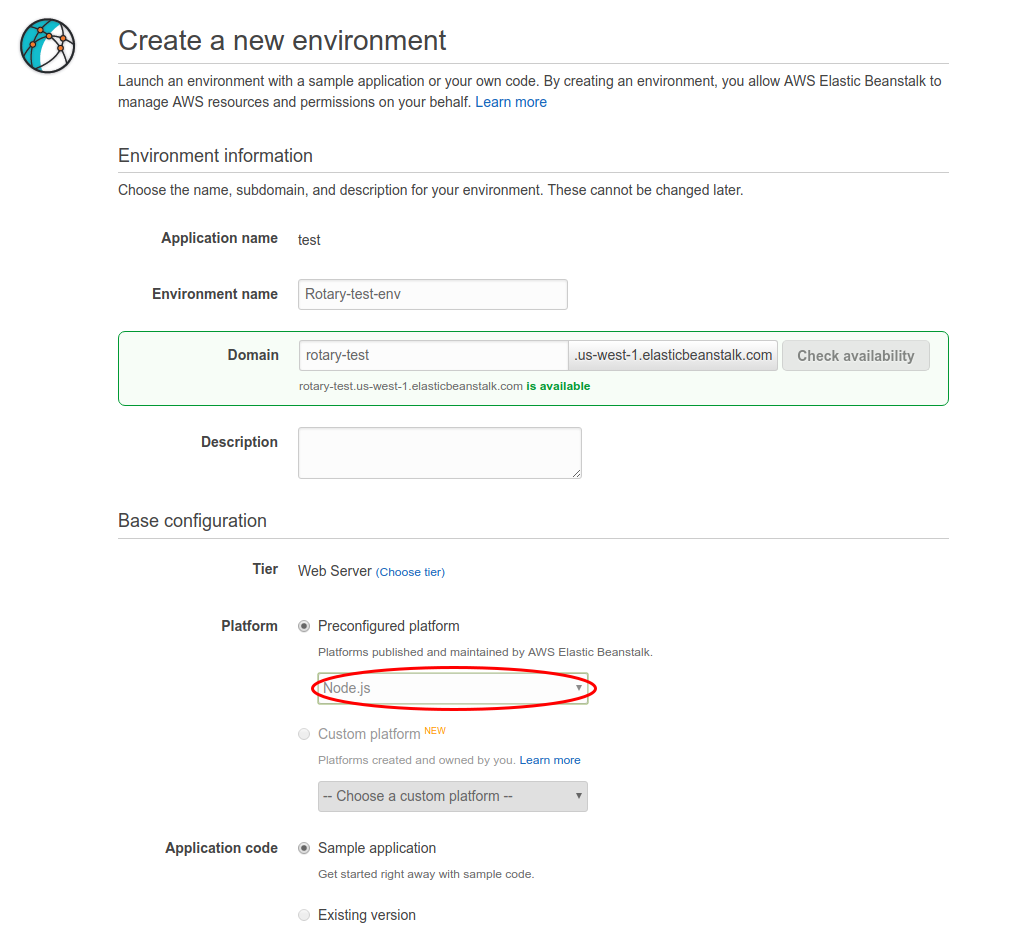 Create a new environment
Launch an environment with a sample application or your own code. By creating an environment, you allow AWS Elastic Beanstalk to
manage AWS resources and permissions on your behalf. Learn more
Environment information
Choose the name, subdomain, and description for your environment. These cannot be changed later.
Application name test
Environment name Rotary-test-env
Domain rotary-test .us-west-1.elasticbeanstalk.com Check availability
rotary-test.us-west-1.elasticbeanstalk.com is available
Description
Base configuration
Tier Web Server (Choose tier)
Platform Preconfigured platform
Platforms published and maintained by AWS Elastic Beanstalk.
Node.js
Custom platform NEW
Platforms created and owned by you. Learn more
-- Choose a custom platform --
Application code Sample application
Get started right away with sample code.
Existing version